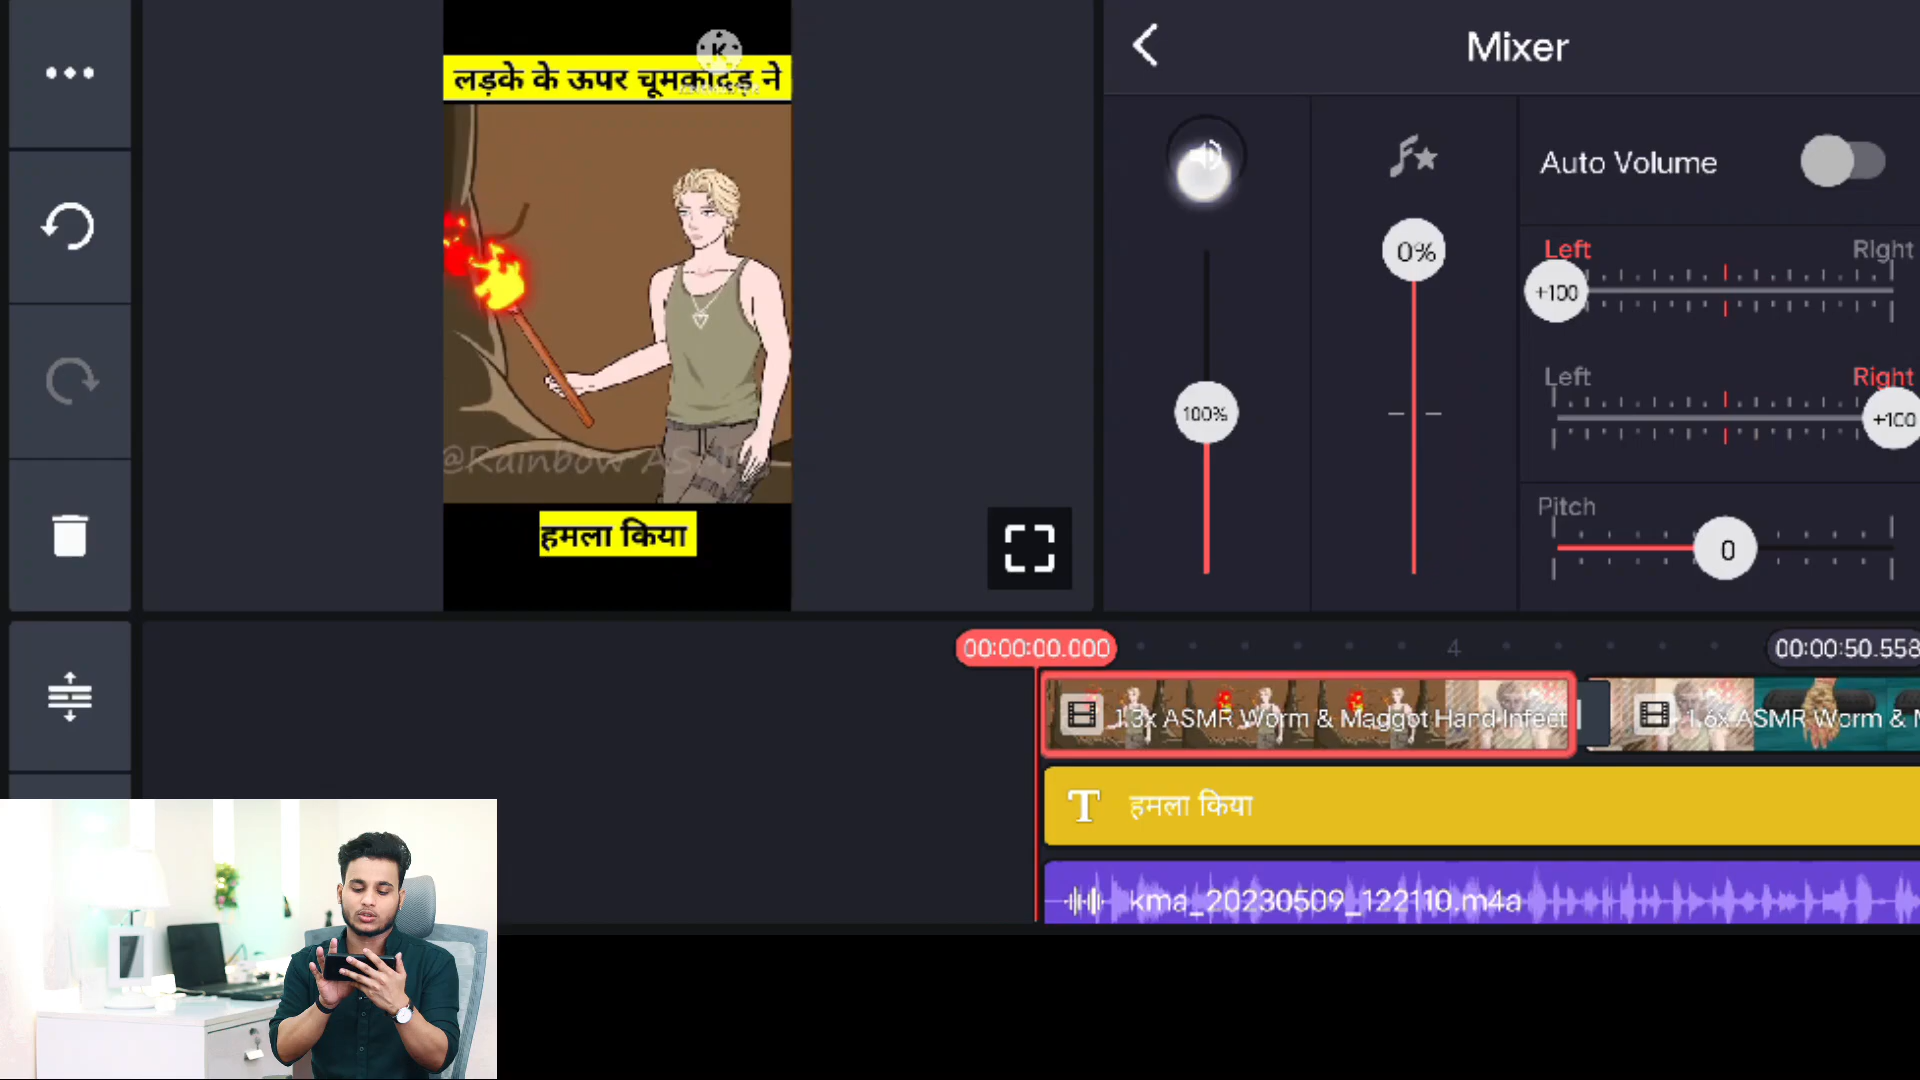 Mixer
K
लड़के के ऊपर चूमकादड़ ने
Auto Volume
Left
Right
0%
+100
Left
Right
100%
+100
@Rainbow ASM
Pitch
0
हमला किया
00:00:00.000
4
00:00:50.558
1.3x ASMR Worm & Maggot Hand Infect
1.6x ASMR Worm & M
T
हमला किया
kma_20230509_122110.m4a